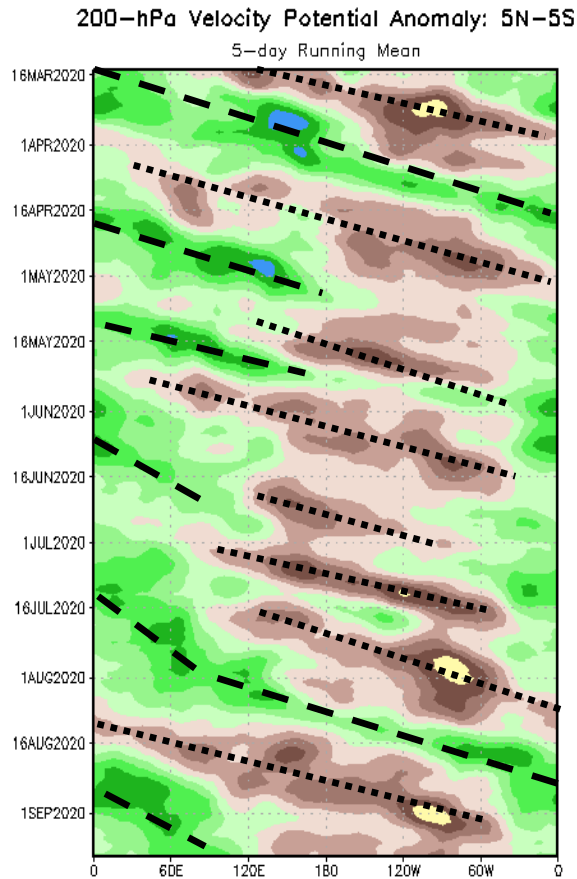 200-hPa Velocity Potential Anomaly: 5N-5S
5-day Running Mean
16MAR2020
1APR2020
16APR2020
1MAY2020
16MAY2020
1JUN2020
16JUN2020
1JUL2020
16JUL2020
1AUG2020
16AUG2020
1SEP2020
0 60E 120E 180 120W 60W 0